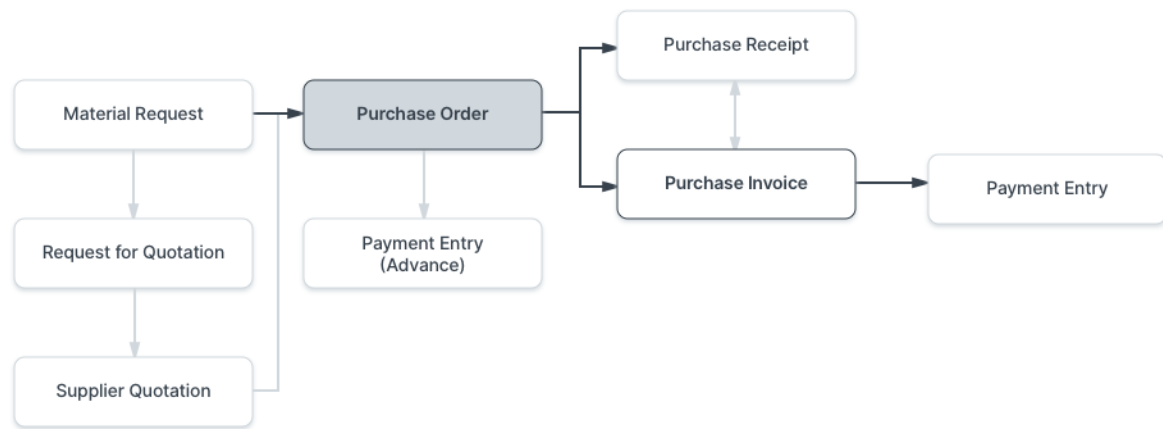 Purchase Receipt
Material Request
Purchase Order
Purchase Invoice
Payment Entry
Request for Quotation
Payment Entry
(Advance)
Supplier Quotation